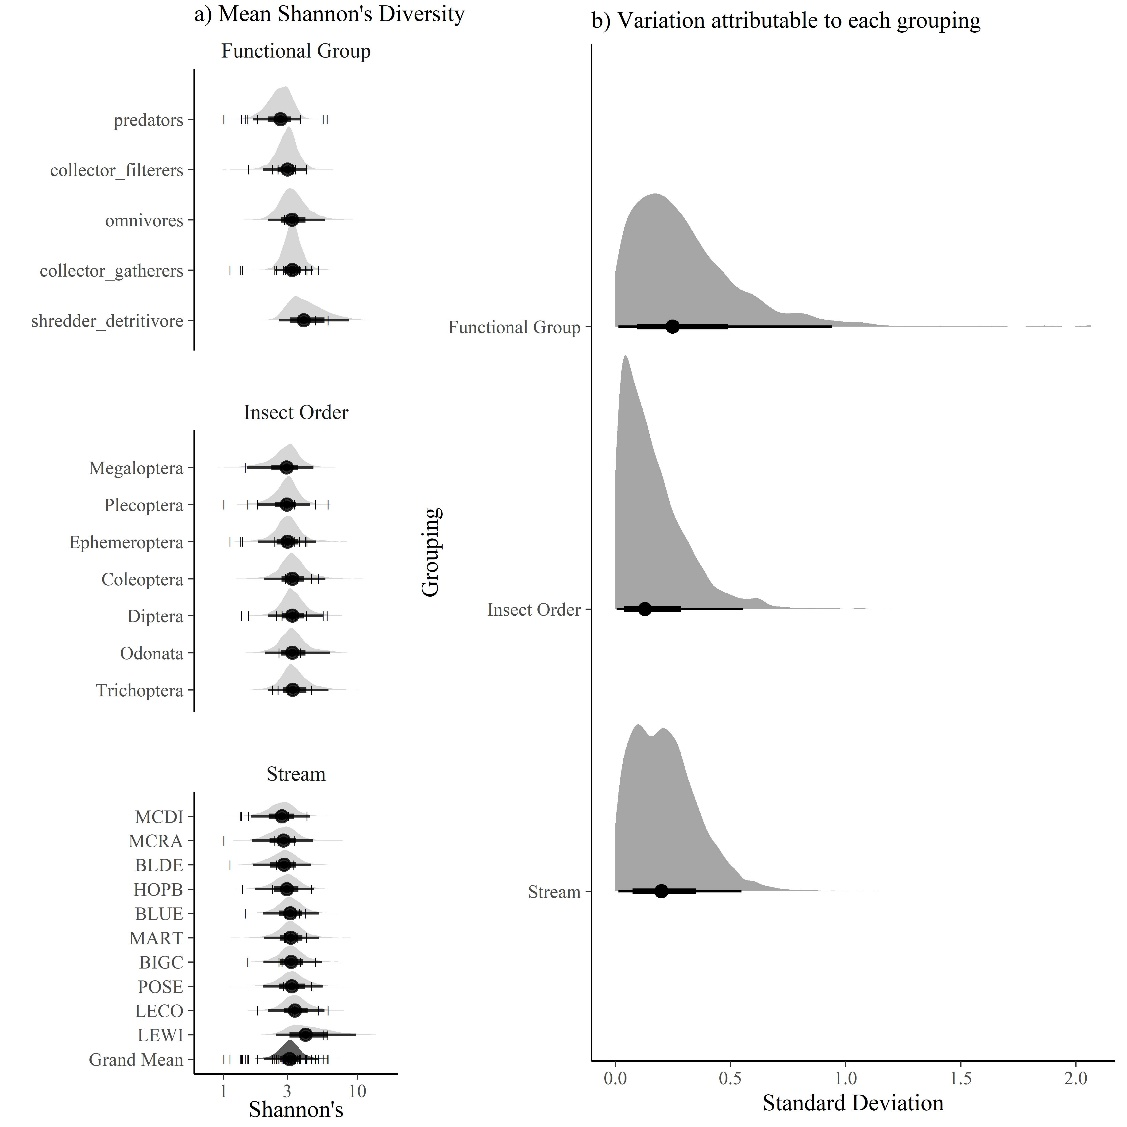 a) Mean Shannon's Diversity
Functional Group
predators
collector_filterers
omnivores
collector_gatherers
shredder_detritivore
Insect Order
Megaloptera
Plecoptera
Ephemeroptera
Coleoptera
Diptera
Odonata
Trichoptera
Stream
MCDI
MCRA
BLDE
HOPB
BLUE
MART
BIGC
POSE
LECO
LEWI
Grand Mean
1 3 10
Shannon's
b) Variation attributable to each grouping
Grouping
Functional Group
Insect Order
Stream
0.0 0.5 1.0 1.5 2.0
Standard Deviation